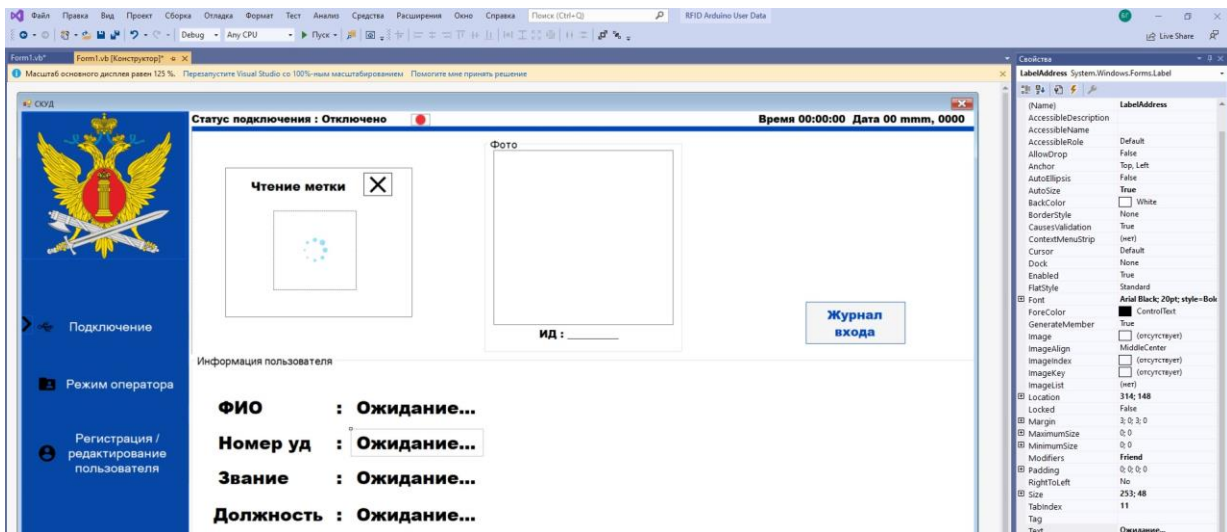 Файл Правка Вид Проект Сборка Отладка Формат Тест Анализ Средства Расширения Окно Справка Поиск (Ctrl+Q) RFID Arduino User Data
Debug Any CPU Пуск Live Share
Form1.vb* Form1.vb [Конструктор]* Свойства
Масштаб основного дисплея равен 125 %. Перезапустите Visual Studio со 100%-ным масштабированием Помогите мне принять решение
LabelAddress System.Windows.Forms.Label
СКУД
Статус подключения : Отключено
Время 00:00:00 Дата 00 mmm, 0000
Фото
Чтение метки
ИД : ________
Журнал
входа
Подключение
Режим оператора
Регистрация /
редактирование
пользователя
Информация пользователя
ФИО : Ожидание...
Номер уд : Ожидание...
Звание : Ожидание...
Должность : Ожидание...
(Name) LabelAddress
AccessibleDescription
AccessibleName
AccessibleRole Default
AllowDrop False
Anchor Top, Left
AutoEllipsis False
AutoSize True
BackColor White
BorderStyle None
CausesValidation True
ContextMenuStrip (нет)
Cursor Default
Dock None
Enabled True
FlatStyle Standard
Font Arial Black; 20pt; style=Bol
ForeColor ControlText
GenerateMember True
Image (отсутствует)
ImageAlign MiddleCenter
ImageIndex (отсутствует)
ImageKey (отсутствует)
ImageList (нет)
Location 314; 148
Locked False
Margin 3; 0; 3; 0
MaximumSize 0; 0
MinimumSize 0; 0
Modifiers Friend
Padding 0; 0; 0; 0
RightToLeft No
Size 253; 48
TabIndex 11
Tag
Text Ожидание...